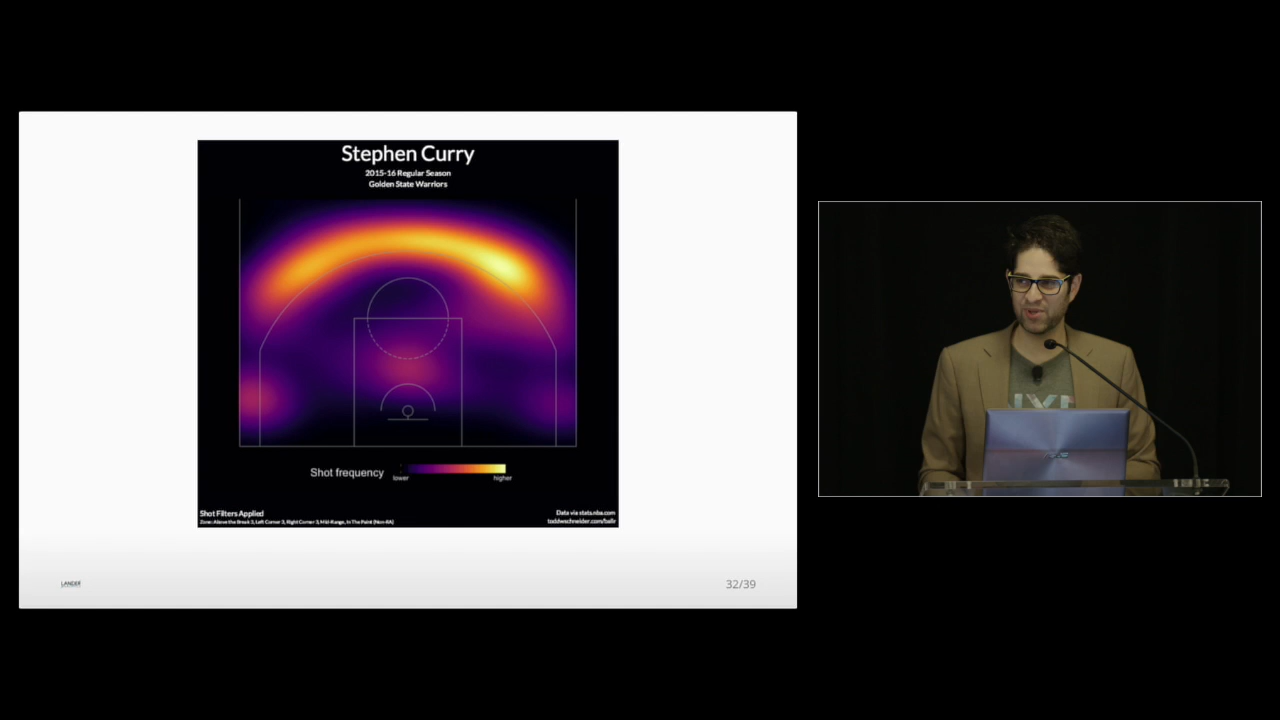 Stephen Curry
2015-16 Regular Season
Golden State Warriors
Shot frequency
lower
higher
Shot Filters Applied
Zone: Above the Break 3, Left Corner 3, Right Corner 3, Mid-Range, In The Paint (Non-RA)
Data via stats.nba.com
toddwschneider.com/ballr
LANDER
32/39
ASUS